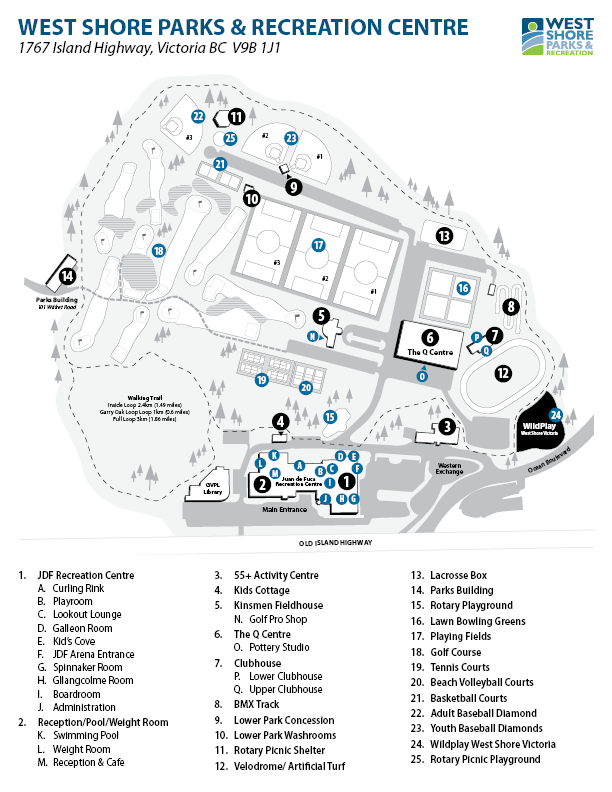 WEST SHORE PARKS & RECREATION CENTRE
1767 Island Highway, Victoria BC V9B 1J1
WEST
SHORE
PARKS &
RECREATION
22
11
#3
25
#2
23
#1
21
9
10
13
17
18
#3
#2
#1
16
14
Parks Building
8
5
N
6
The Q Centre
P
7
Q
O
12
19
20
Walking Trail
Inside Loop 2.4km (1.49 miles)
Garry Oak Loop Loop 1km (0.6 miles)
Full Loop 3km (1.86 miles)
15
4
3
24
WildPlay
West Shore Victoria
K
D
E
L
A
B
C
F
M
Juan de Fuca
Recreation Centre
I
1
2
J
H
G
GVPL
Library
Main Entrance
Western
Exchange
Ocean Boulevard
OLD ISLAND HIGHWAY
1. JDF Recreation Centre
A. Curling Rink
B. Playroom
C. Lookout Lounge
D. Galleon Room
E. Kid's Cove
F. JDF Arena Entrance
G. Spinnaker Room
H. Gllangcolme Room
I. Boardroom
J. Administration
2. Reception/Pool/Weight Room
K. Swimming Pool
L. Weight Room
M. Reception & Cafe
3. 55+ Activity Centre
4. Kids Cottage
5. Kinsmen Fieldhouse
N. Golf Pro Shop
6. The Q Centre
O. Pottery Studio
7. Clubhouse
P. Lower Clubhouse
Q. Upper Clubhouse
8. BMX Track
9. Lower Park Concession
10. Lower Park Washrooms
11. Rotary Picnic Shelter
12. Velodrome/ Artificial Turf
13. Lacrosse Box
14. Parks Building
15. Rotary Playground
16. Lawn Bowling Greens
17. Playing Fields
18. Golf Course
19. Tennis Courts
20. Beach Volleyball Courts
21. Basketball Courts
22. Adult Baseball Diamond
23. Youth Baseball Diamonds
24. Wildplay West Shore Victoria
25. Rotary Picnic Playground